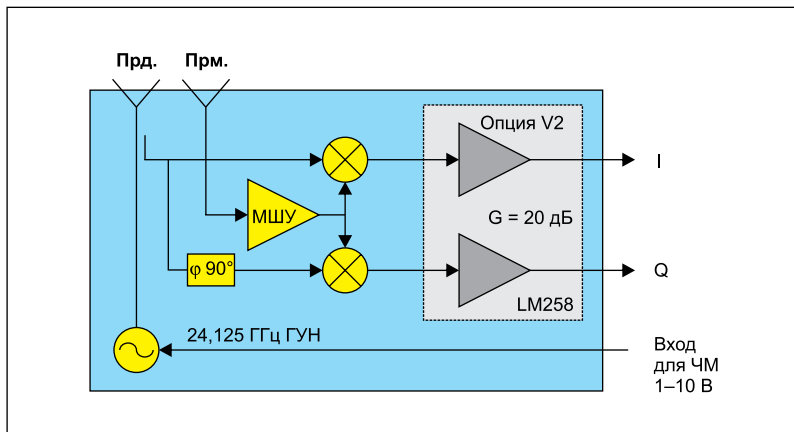 Прд.
Прм.
Опция V2
I
МШУ
G = 20 дБ
φ 90°
Q
LM258
24,125 ГГц ГУН
Вход
для ЧМ
1–10 В